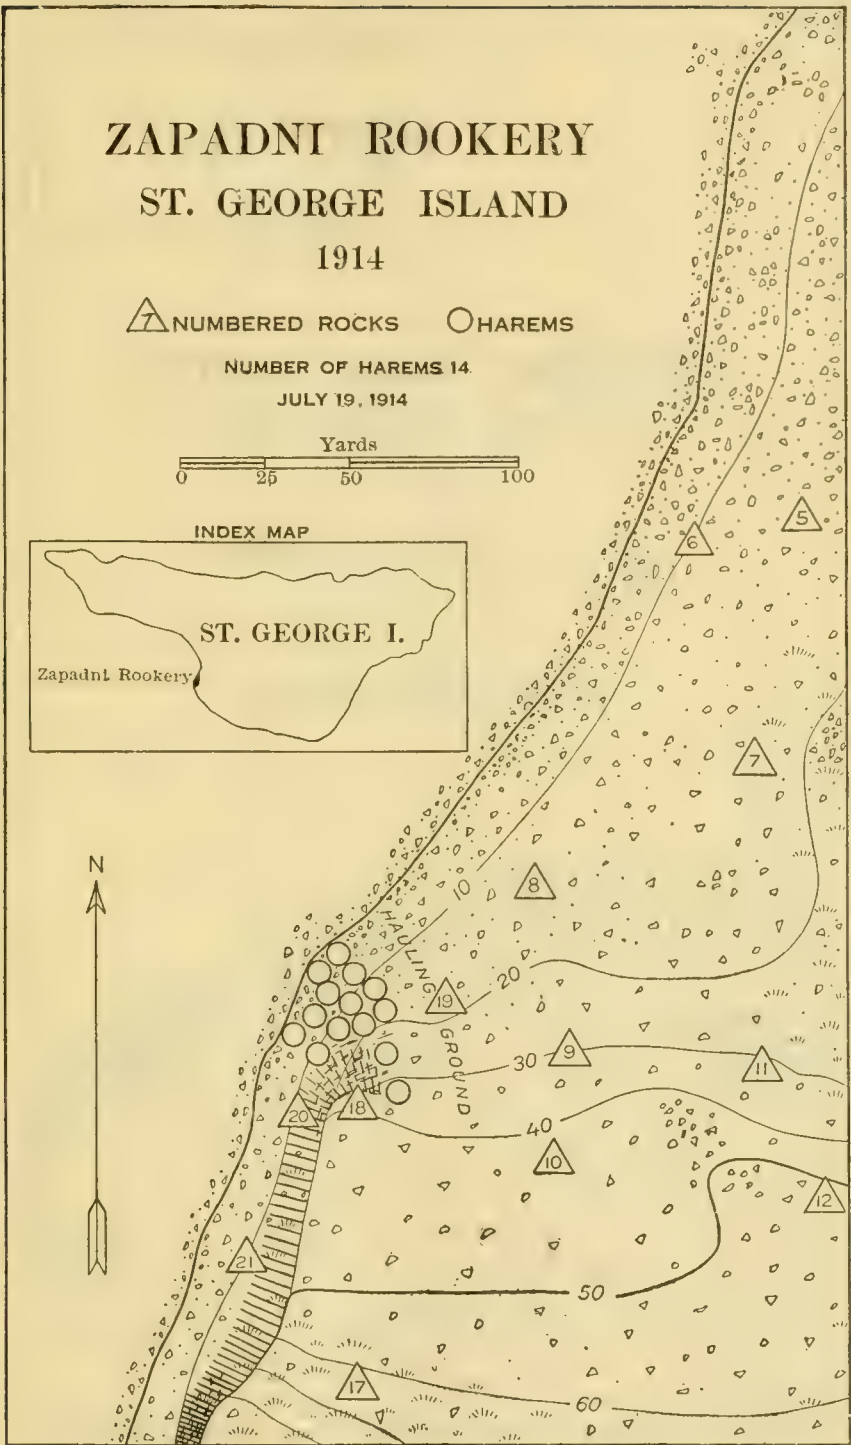 ZAPADNI ROOKERY
ST. GEORGE ISLAND
1914
7 NUMBERED ROCKS
HAREMS
NUMBER OF HAREMS 14.
JULY 19, 1914
Yards
0 25 50 100
INDEX MAP
ST. GEORGE I.
Zapadni Rookery
N
5
6
7
8
10
HAULING GROUND
19
20
9
30
11
20
18
40
10
12
21
50
17
60